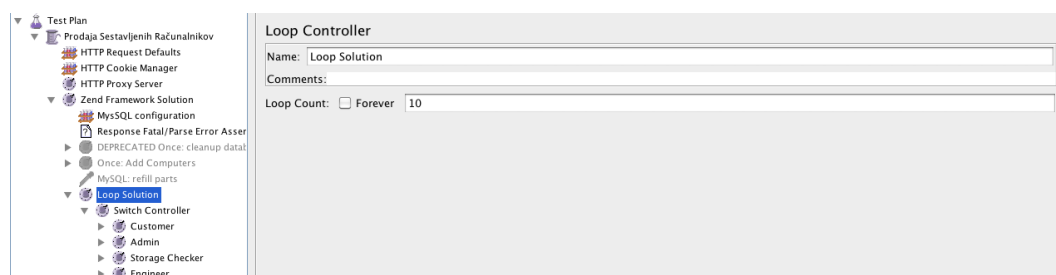 Test Plan
Prodaja Sestavljenih Računalnikov
HTTP Request Defaults
HTTP Cookie Manager
HTTP Proxy Server
Zend Framework Solution
MysSQL configuration
Response Fatal/Parse Error Asser
DEPRECATED Once: cleanup datab
Once: Add Computers
MySQL: refill parts
Loop Solution
Switch Controller
Customer
Admin
Storage Checker
Engineer
Loop Controller
Name: Loop Solution
Comments:
Loop Count: Forever 10